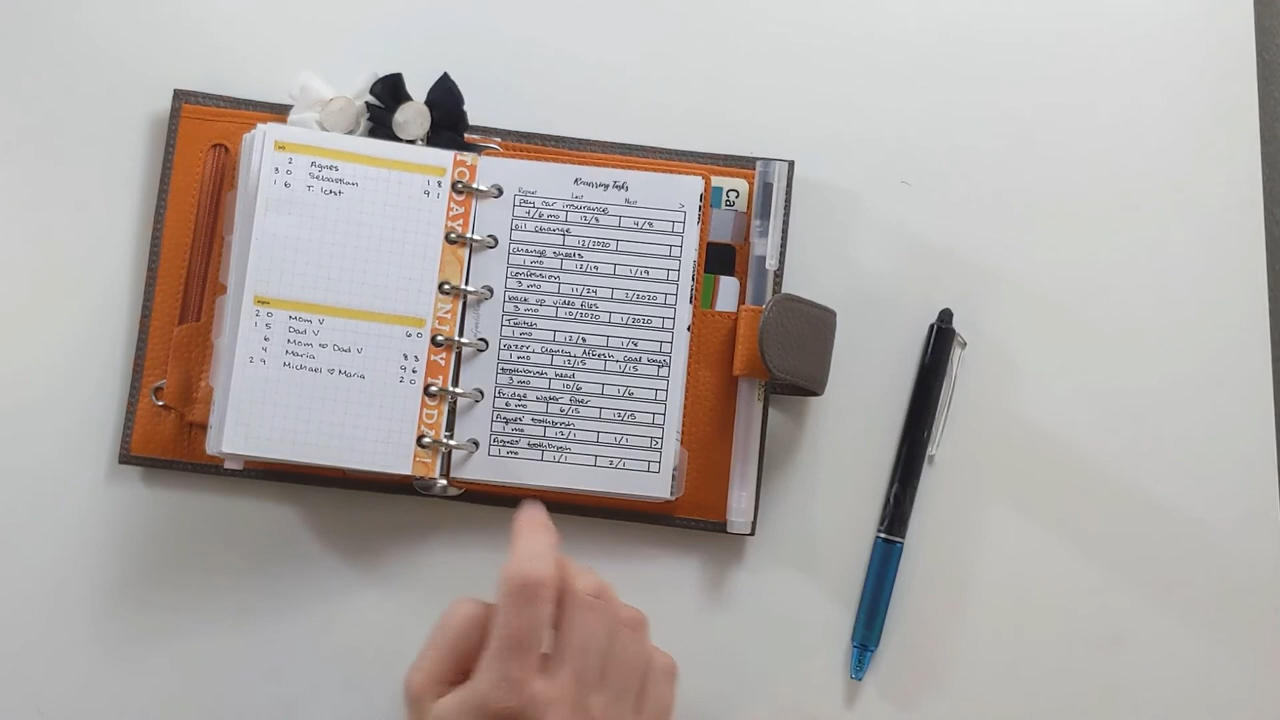 2 Agnes
3 0 Sebastian 1 8
1 6 T. 9 1
2 0 Mom V 6 0
1 5 Dad V
6 Mom ♡ Dad V
4 Maria 8 3
2 9 Michael ♡ Maria 9 6
2 0
TODAY
ENJOY TODAY!
Recurring Tasks
Repeat Last Next >
pay car insurance
4/6 mo 12/8 4/8
oil change
12/2020
change sheets
1 mo 12/19 1/19
confession
3 mo 11/24 2/2020
back up video files
3 mo 10/2020 1/2020
Twitch
1 mo 12/8 1/8
razor, Clancy, Affresh, coal bags
1 mo 12/15 1/15
toothbrush head
3 mo 10/6 1/6
fridge water filter
6 mo 6/15 12/15
Agnes' toothbrush
1 mo 12/1 1/1 >
Agnes' toothbrush
1 mo 1/1 2/1
Ca